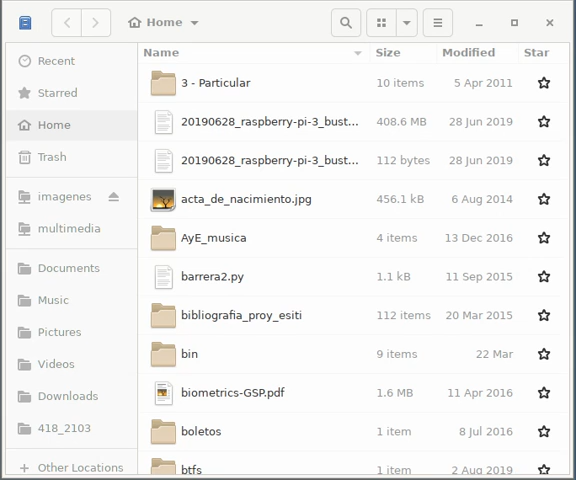 Home
Name Size Modified Star
Recent
Starred
Home
Trash
imagenes
multimedia
Documents
Music
Pictures
Videos
Downloads
418_2103
Other Locations
3 - Particular 10 items 5 Apr 2011
20190628_raspberry-pi-3_bust... 408.6 MB 28 Jun 2019
20190628_raspberry-pi-3_bust... 112 bytes 28 Jun 2019
acta_de_nacimiento.jpg 456.1 kB 6 Aug 2014
AyE_musica 4 items 13 Dec 2016
barrera2.py 1.1 kB 11 Sep 2015
bibliografia_proy_esiti 112 items 20 Mar 2015
bin 9 items 22 Mar
biometrics-GSP.pdf 1.6 MB 11 Apr 2016
boletos 1 item 8 Jul 2016
btfs 1 item 2 Aug 2019